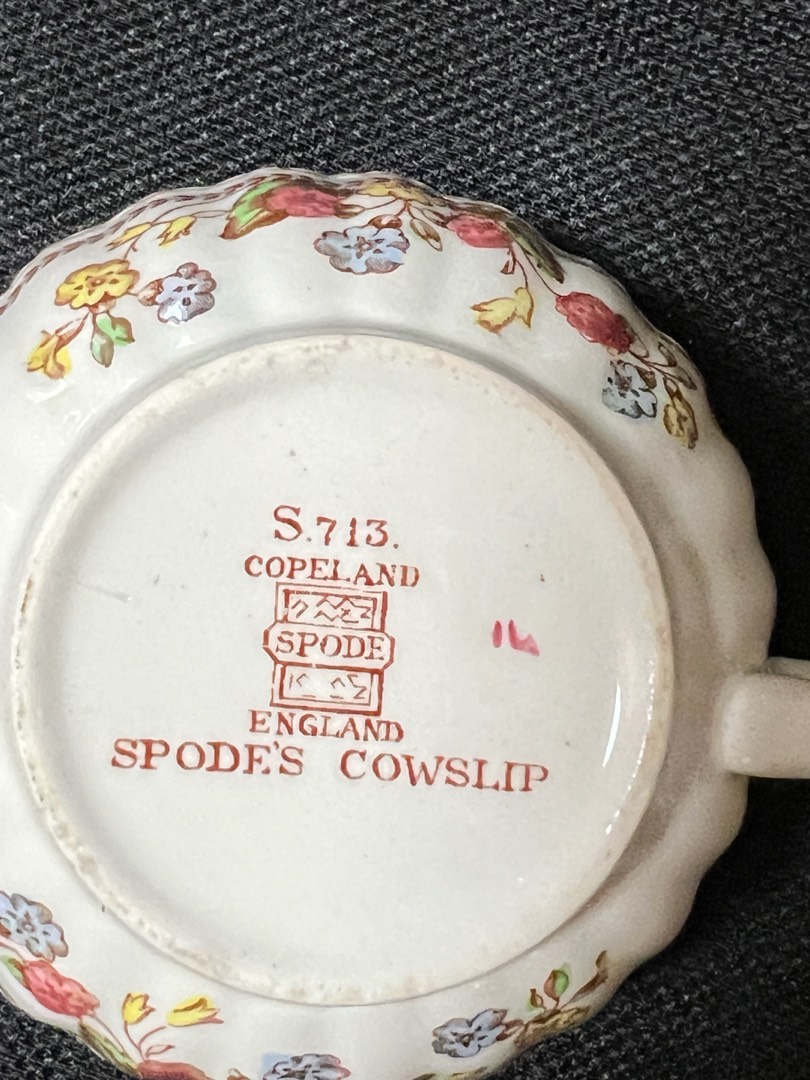 S.713.
COPELAND
SPODE
ENGLAND
SPODE'S COWSLIP